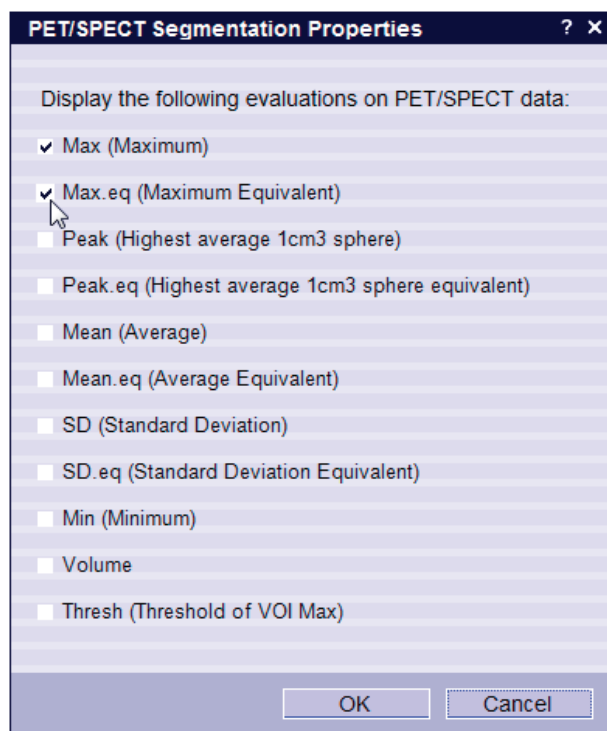 PET/SPECT Segmentation Properties ? X
Display the following evaluations on PET/SPECT data:
Max (Maximum)
Max.eq (Maximum Equivalent)
Peak (Highest average 1cm3 sphere)
Peak.eq (Highest average 1cm3 sphere equivalent)
Mean (Average)
Mean.eq (Average Equivalent)
SD (Standard Deviation)
SD.eq (Standard Deviation Equivalent)
Min (Minimum)
Volume
Thresh (Threshold of VOI Max)
OK Cancel